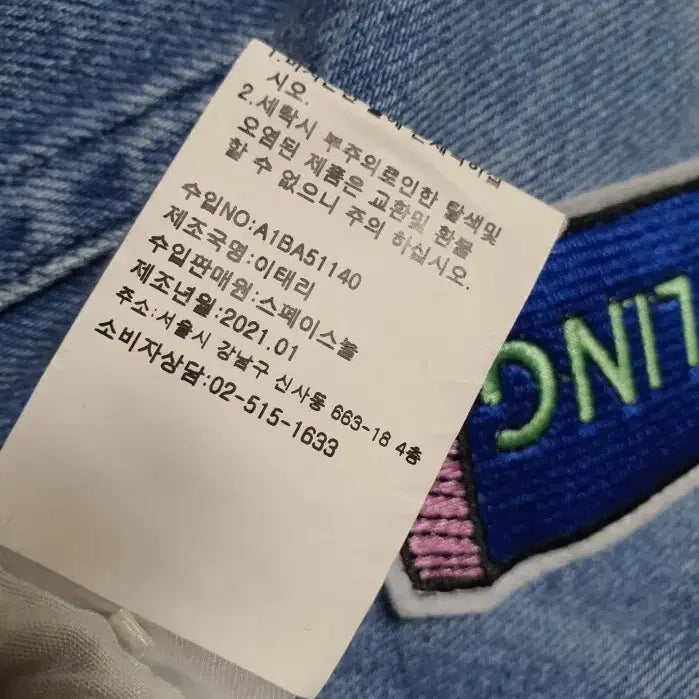 시오.
2.세탁시 부주의로인한 탈색및
오염된 제품은 교환및 환불
할 수 없으니 주의 하십시오.
수입NO:A1BA51140
제조국명:이태리
수입판매원:스페이스눌
제조년월:2021.01
주소:서울시 강남구 신사동 663-18 4층
소비자상담:02-515-1633
LING